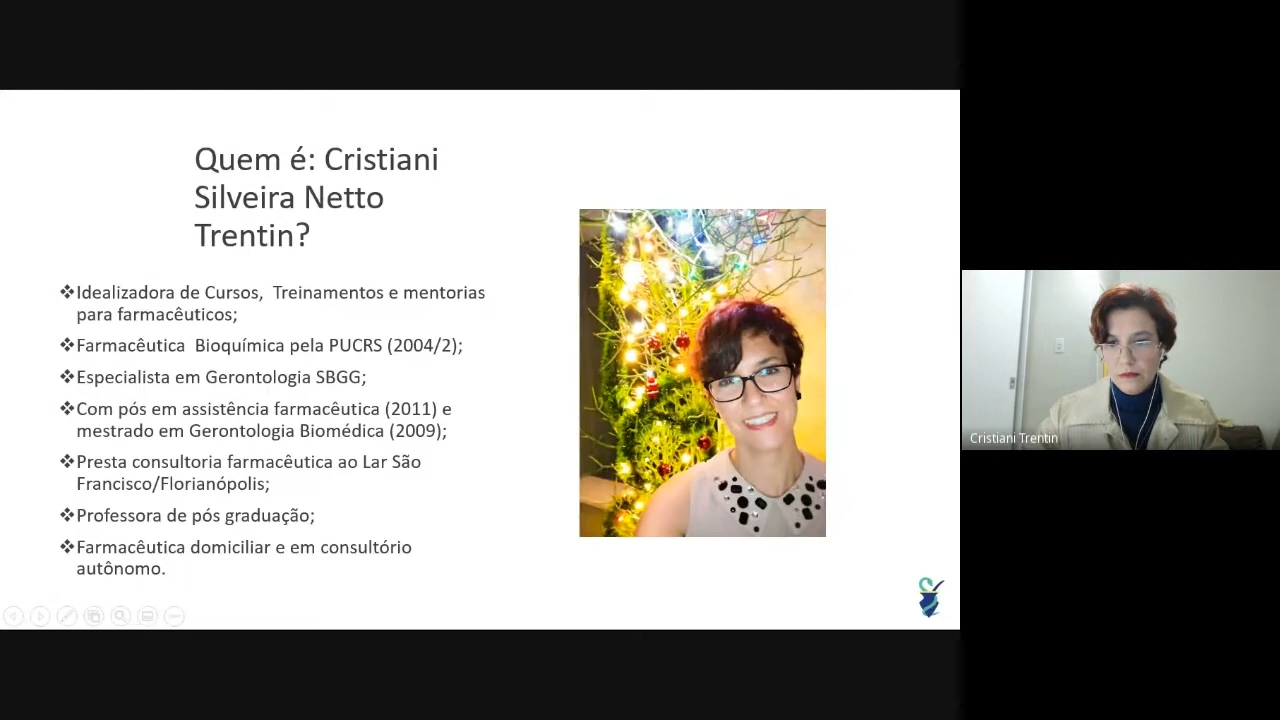 Quem é: Cristiani
Silveira Netto
Trentin?
❖Idealizadora de Cursos,  Treinamentos e mentorias
para farmacêuticos;
❖Farmacêutica  Bioquímica pela PUCRS (2004/2);
❖Especialista em Gerontologia SBGG;
❖Com pós em assistência farmacêutica (2011) e
mestrado em Gerontologia Biomédica (2009);
❖Presta consultoria farmacêutica ao Lar São
Francisco/Florianópolis;
❖Professora de pós graduação;
❖Farmacêutica domiciliar e em consultório
autônomo.
Cristiani Trentin